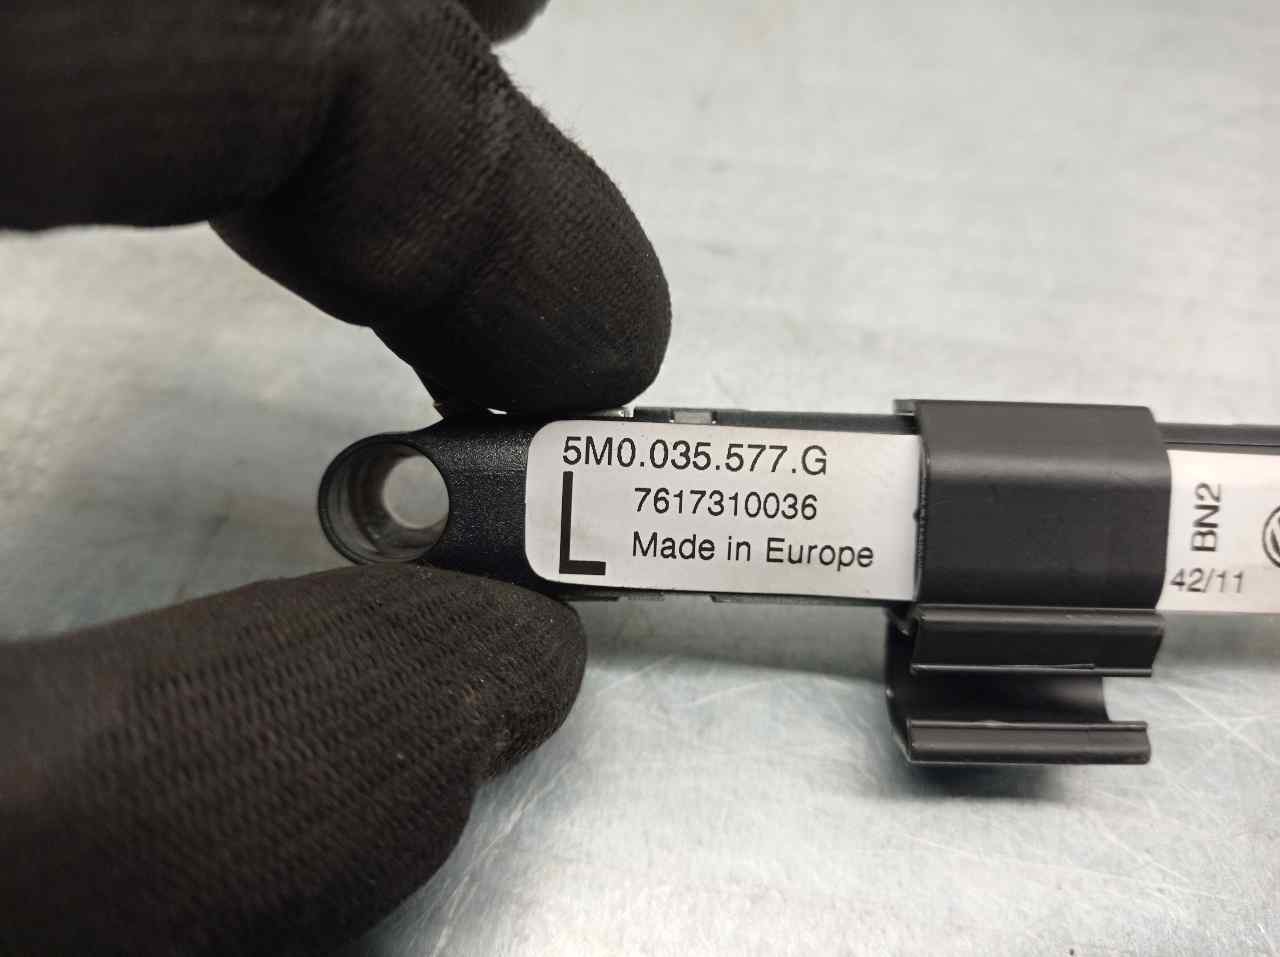 5M0.035.577.G
L
7617310036
Made in Europe
BN2
42/11